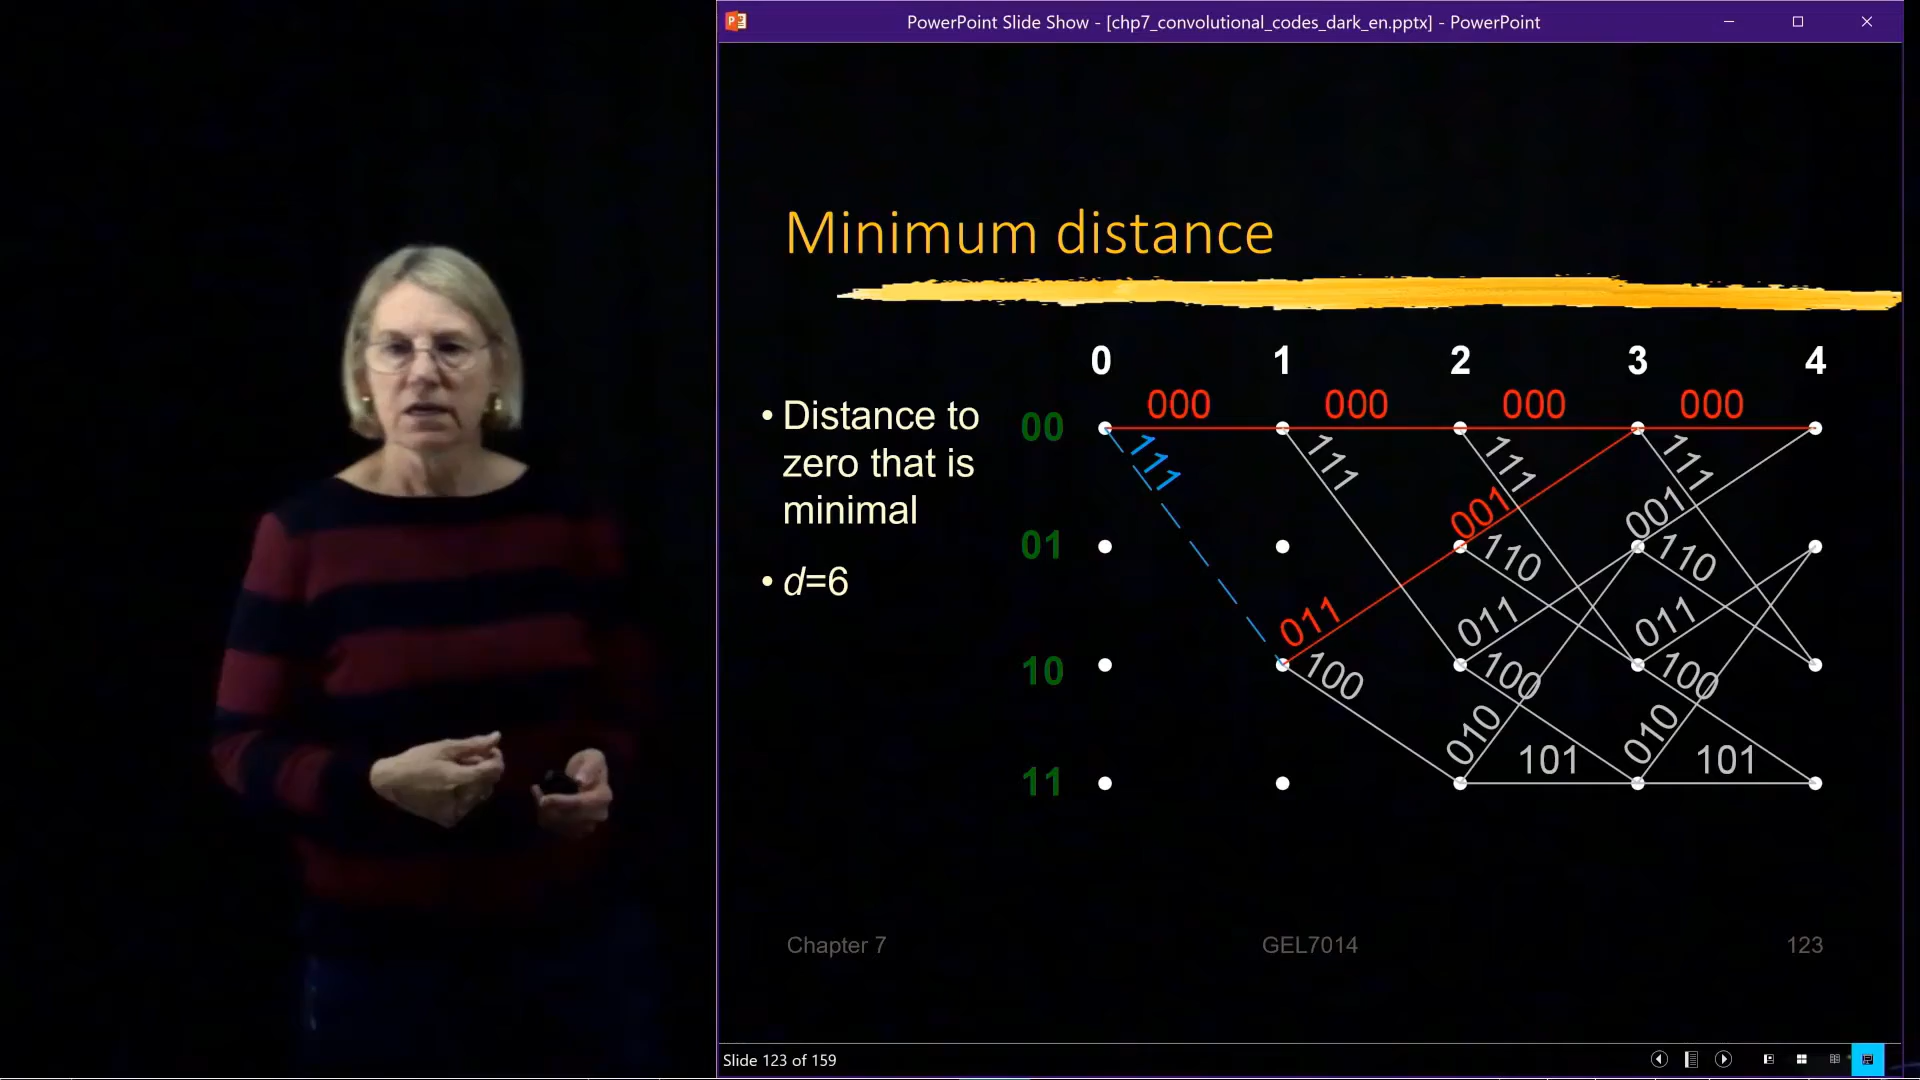 PowerPoint Slide Show - [chp7_convolutional_codes_dark_en.pptx] - PowerPoint
Minimum distance
0 1 2 3 4
• Distance to
zero that is
minimal
• d=6
00 000 000 000 000
111 111 111 111
001 001
01 110 110
011 011 011
10 100 100 100
010 010
11 101 101
Chapter 7 GEL7014 123
Slide 123 of 159